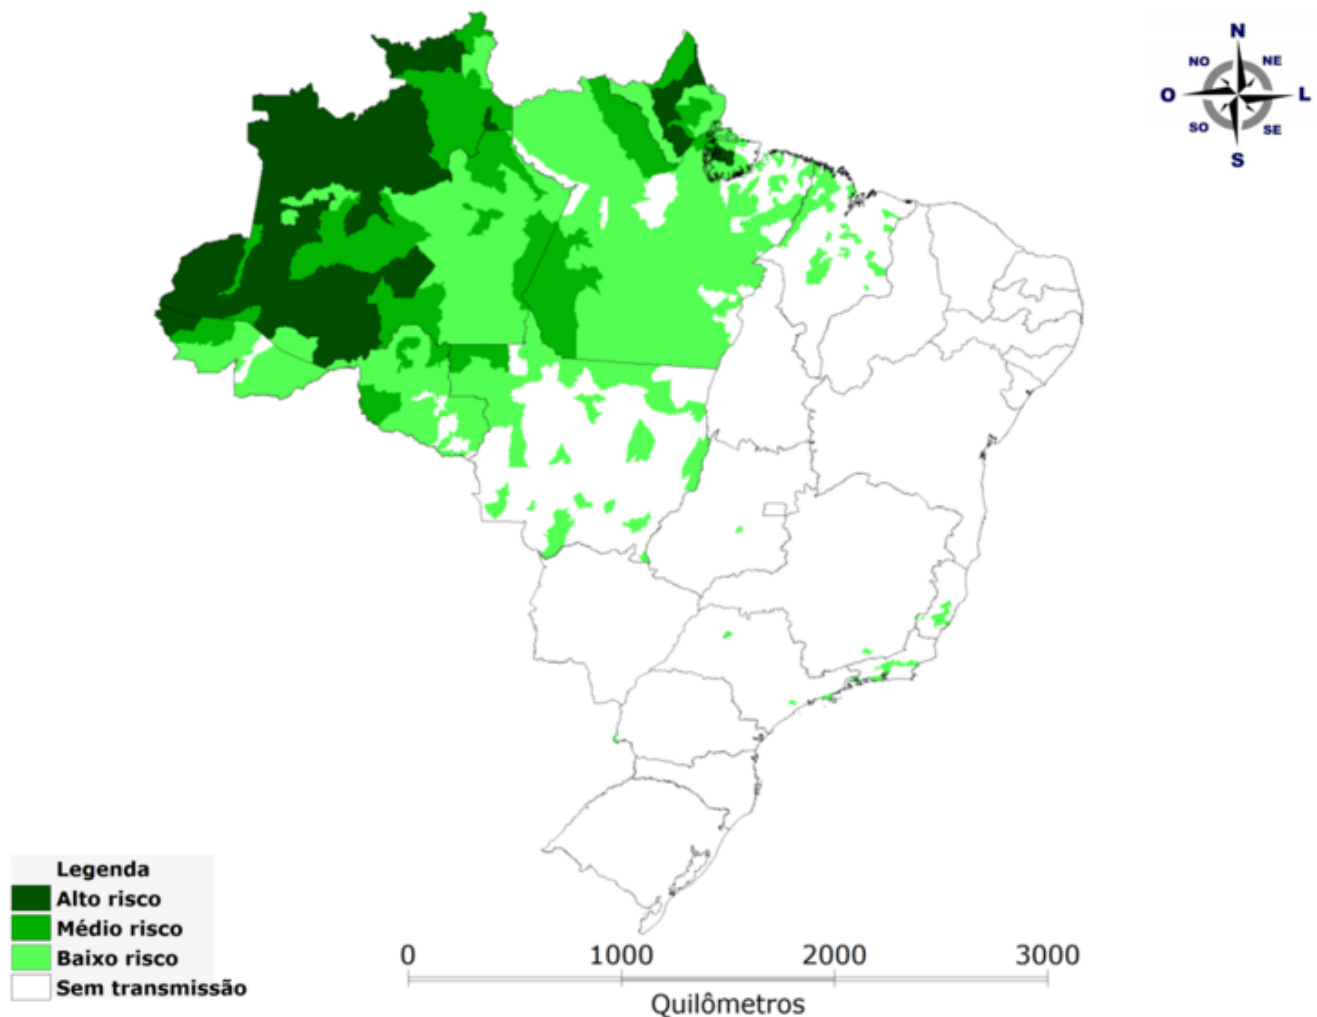 N
NO NE
O L
SO SE
S
Legenda
Alto risco
Médio risco
Baixo risco
Sem transmissão
0 1000 2000 3000
Quilômetros